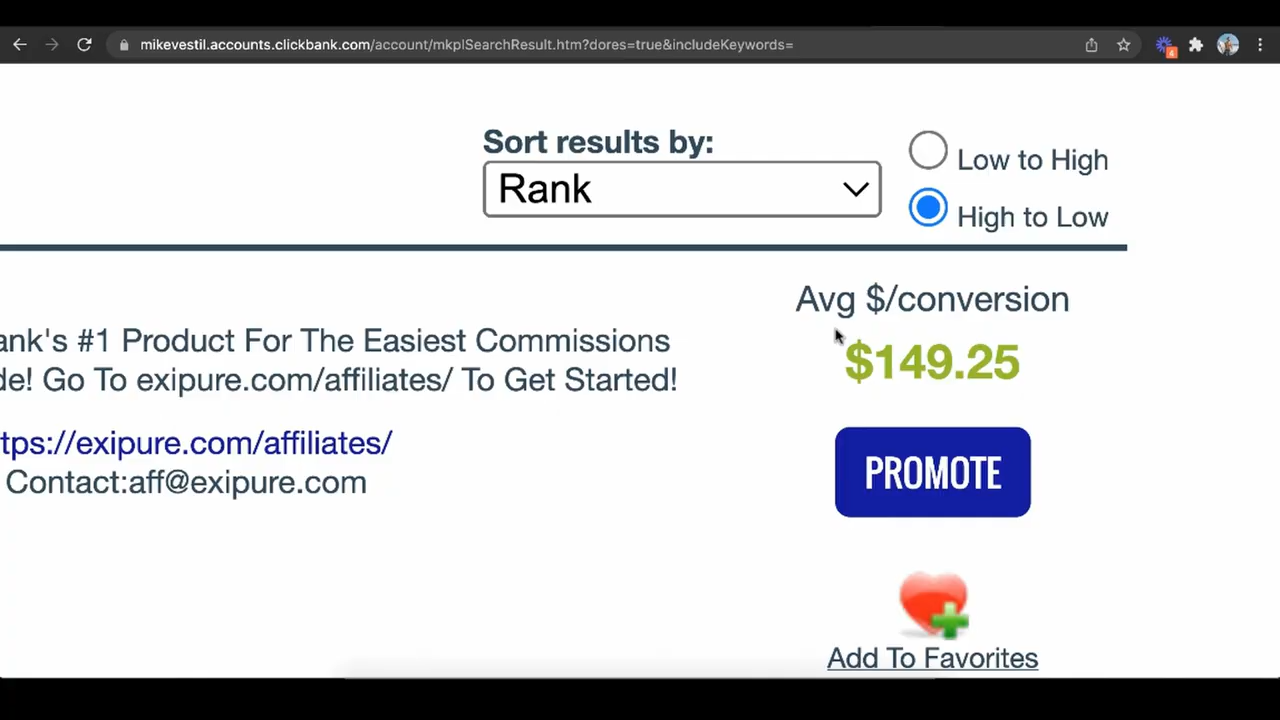 mikevestil.accounts.clickbank.com/account/mkplSearchResult.htm?dores=true&includeKeywords=
4
Sort results by:
Rank
Low to High
High to Low
Avg $/conversion
$149.25
ank's #1 Product For The Easiest Commissions
de! Go To exipure.com/affiliates/ To Get Started!
tps://exipure.com/affiliates/
Contact:aff@exipure.com
PROMOTE
Add To Favorites